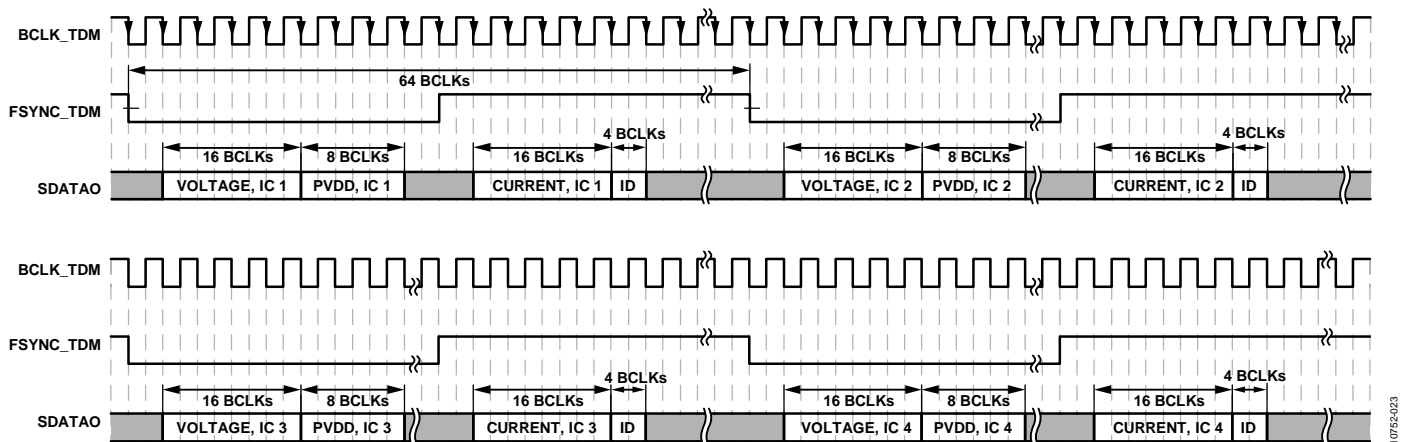 BCLK_TDM
64 BCLKs
FSYNC_TDM
4 BCLKs 4 BCLKs
16 BCLKs 8 BCLKs 16 BCLKs 16 BCLKs 8 BCLKs 16 BCLKs
SDATAO VOLTAGE, IC 1 PVDD, IC 1 CURRENT, IC 1 ID VOLTAGE, IC 2 PVDD, IC 2 CURRENT, IC 2 ID
BCLK_TDM
FSYNC_TDM
4 BCLKs 4 BCLKs
16 BCLKs 8 BCLKs 16 BCLKs 16 BCLKs 8 BCLKs 16 BCLKs
SDATAO VOLTAGE, IC 3 PVDD, IC 3 CURRENT, IC 3 ID VOLTAGE, IC 4 PVDD, IC 4 CURRENT, IC 4 ID
10752-023